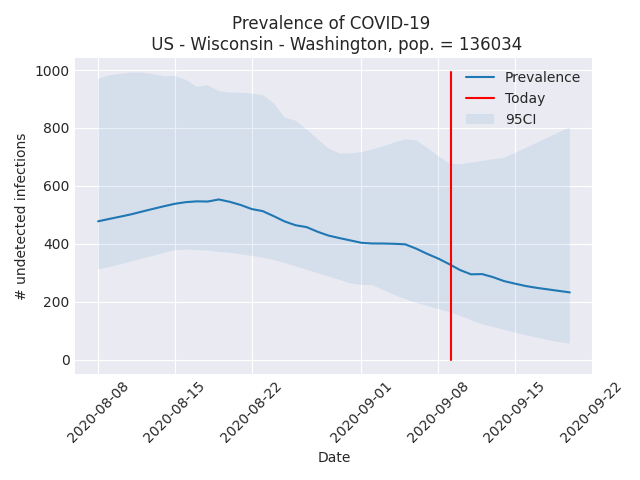 Prevalence of COVID-19
US - Wisconsin - Washington, pop. = 136034
# undetected infections
1000
800
600
400
200
0
Prevalence
Today
95CI
2020-08-08
2020-08-15
2020-08-22
2020-09-01
2020-09-08
2020-09-15
2020-09-22
Date